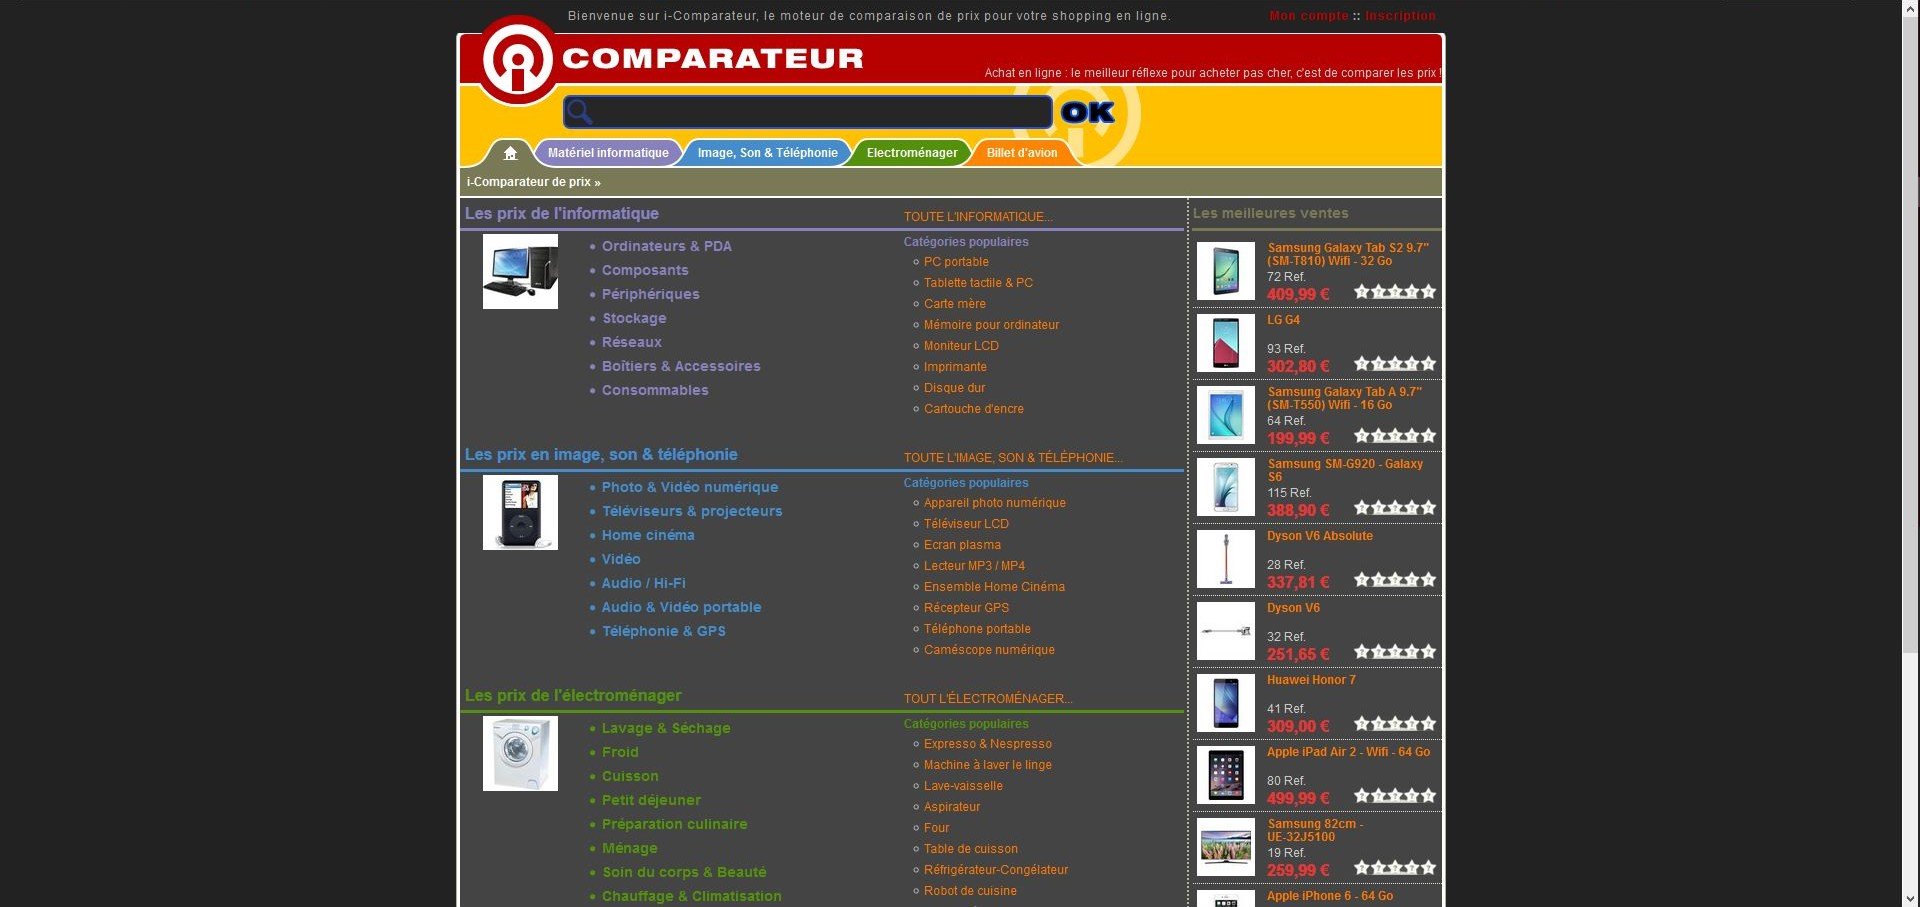 Bienvenue sur i-Comparateur, le moteur de comparaison de prix pour votre shopping en ligne.
Mon compte :: Inscription
COMPARATEUR
Achat en ligne : le meilleur réflexe pour acheter pas cher, c'est de comparer les prix !
OK
Matériel informatique
Image, Son & Téléphonie
Electroménager
Billet d'avion
i-Comparateur de prix »
Les prix de l'informatique
TOUTE L'INFORMATIQUE...
Ordinateurs & PDA
Composants
Périphériques
Stockage
Réseaux
Boîtiers & Accessoires
Consommables
Catégories populaires
PC portable
Tablette tactile & PC
Carte mère
Mémoire pour ordinateur
Moniteur LCD
Imprimante
Disque dur
Cartouche d'encre
Les prix en image, son & téléphonie
TOUTE L'IMAGE, SON & TÉLÉPHONIE...
Photo & Vidéo numérique
Téléviseurs & projecteurs
Home cinéma
Vidéo
Audio / Hi-Fi
Audio & Vidéo portable
Téléphonie & GPS
Catégories populaires
Appareil photo numérique
Téléviseur LCD
Ecran plasma
Lecteur MP3 / MP4
Ensemble Home Cinéma
Récepteur GPS
Téléphone portable
Caméscope numérique
Les prix de l'électroménager
TOUT L'ÉLECTROMÉNAGER...
Lavage & Séchage
Froid
Cuisson
Petit déjeuner
Préparation culinaire
Ménage
Soin du corps & Beauté
Chauffage & Climatisation
Catégories populaires
Expresso & Nespresso
Machine à laver le linge
Lave-vaisselle
Aspirateur
Four
Table de cuisson
Réfrigérateur-Congélateur
Robot de cuisine
Les meilleures ventes
Samsung Galaxy Tab S2 9.7"
(SM-T810) Wifi - 32 Go
72 Ref.
409,99 €
LG G4
93 Ref.
302,80 €
Samsung Galaxy Tab A 9.7"
(SM-T550) Wifi - 16 Go
64 Ref.
199,99 €
Samsung SM-G920 - Galaxy
S6
115 Ref.
388,90 €
Dyson V6 Absolute
28 Ref.
337,81 €
Dyson V6
32 Ref.
251,65 €
Huawei Honor 7
41 Ref.
309,00 €
Apple iPad Air 2 - Wifi - 64 Go
80 Ref.
499,99 €
Samsung 82cm -
UE-32J5100
19 Ref.
259,99 €
Apple iPhone 6 - 64 Go